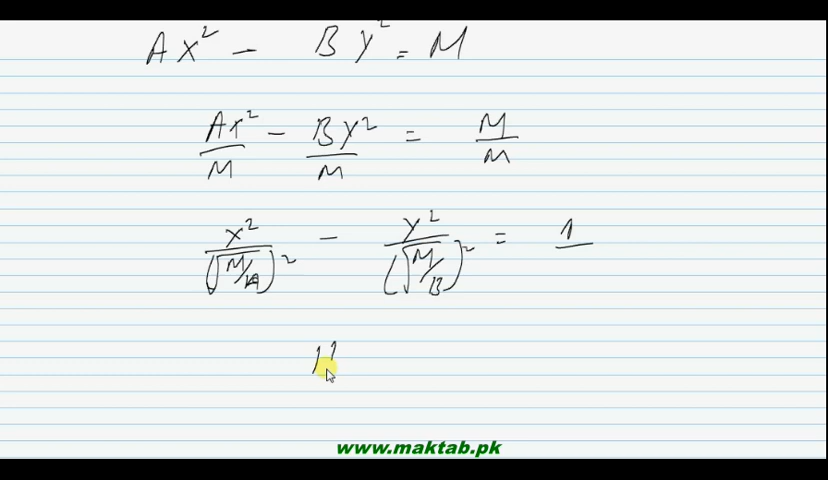 Ax² - By² = M
Ax²/M - By²/M = M/M
x²/(√M/A)² - y²/(√M/B)² = 1
www.maktab.pk